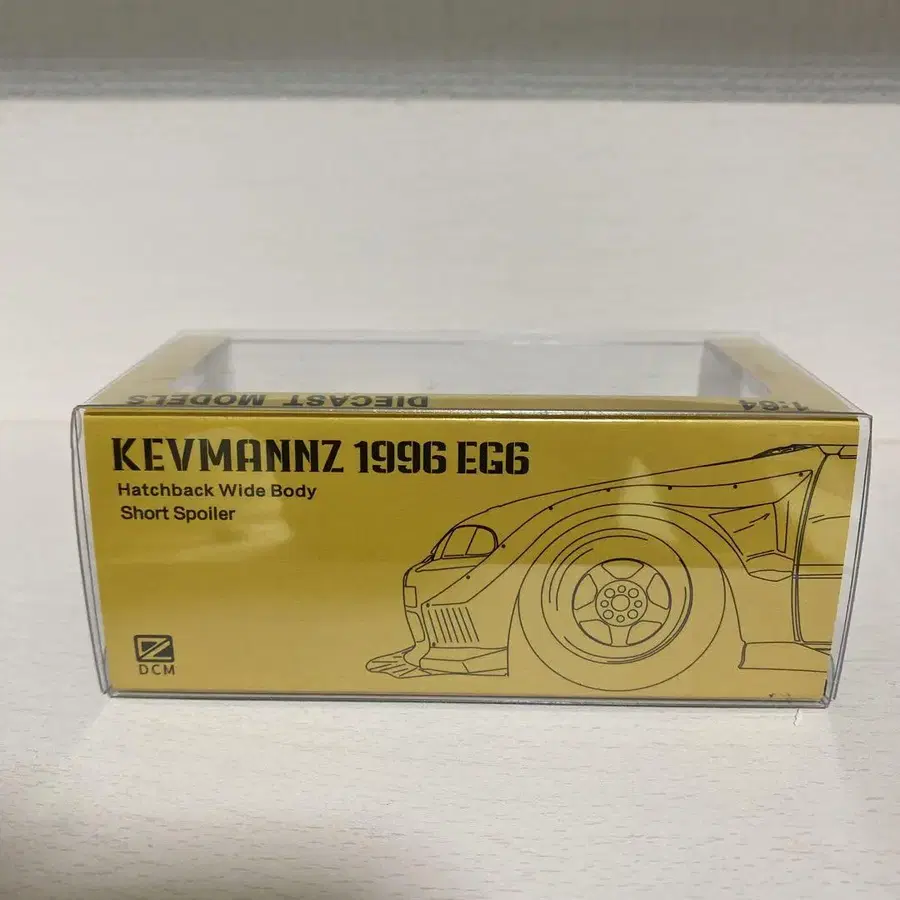 DIECAST MODELS 1:64
KEVMANNZ 1996 EG6
Hatchback Wide Body
Short Spoiler
DCM